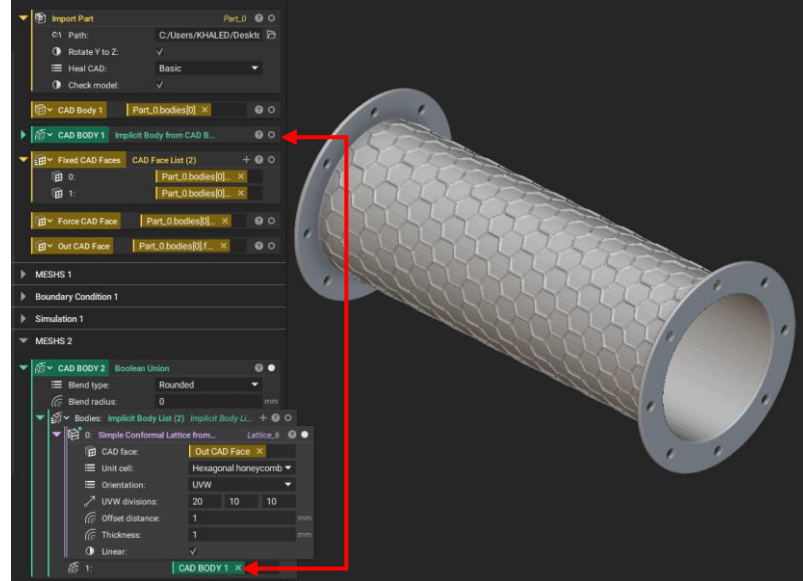 Import Part Part_0
C:\ Path: C:/Users/KHALED/Deskto
Rotate Y to Z:
Heal CAD: Basic
Check model:
CAD Body 1 Part_0.bodies[0] ×
CAD BODY 1 Implicit Body from CAD B...
Fixed CAD Faces CAD Face List (2) +
0: Part_0.bodies[0]... ×
1: Part_0.bodies[0]... ×
Force CAD Face Part_0.bodies[0]... ×
Out CAD Face Part_0.bodies[0].f... ×
MESHS 1
Boundary Condition 1
Simulation 1
MESHS 2
CAD BODY 2 Boolean Union
Blend type: Rounded
Blend radius: 0 mm
Bodies: Implicit Body List (2) Implicit Body Li... +
0: Simple Conformal Lattice from... Lattice_6
CAD face: Out CAD Face ×
Unit cell: Hexagonal honeycomb
Orientation: UVW
UVW divisions: 20 10 10
Offset distance: 1 mm
Thickness: 1 mm
Linear:
1: CAD BODY 1 ×